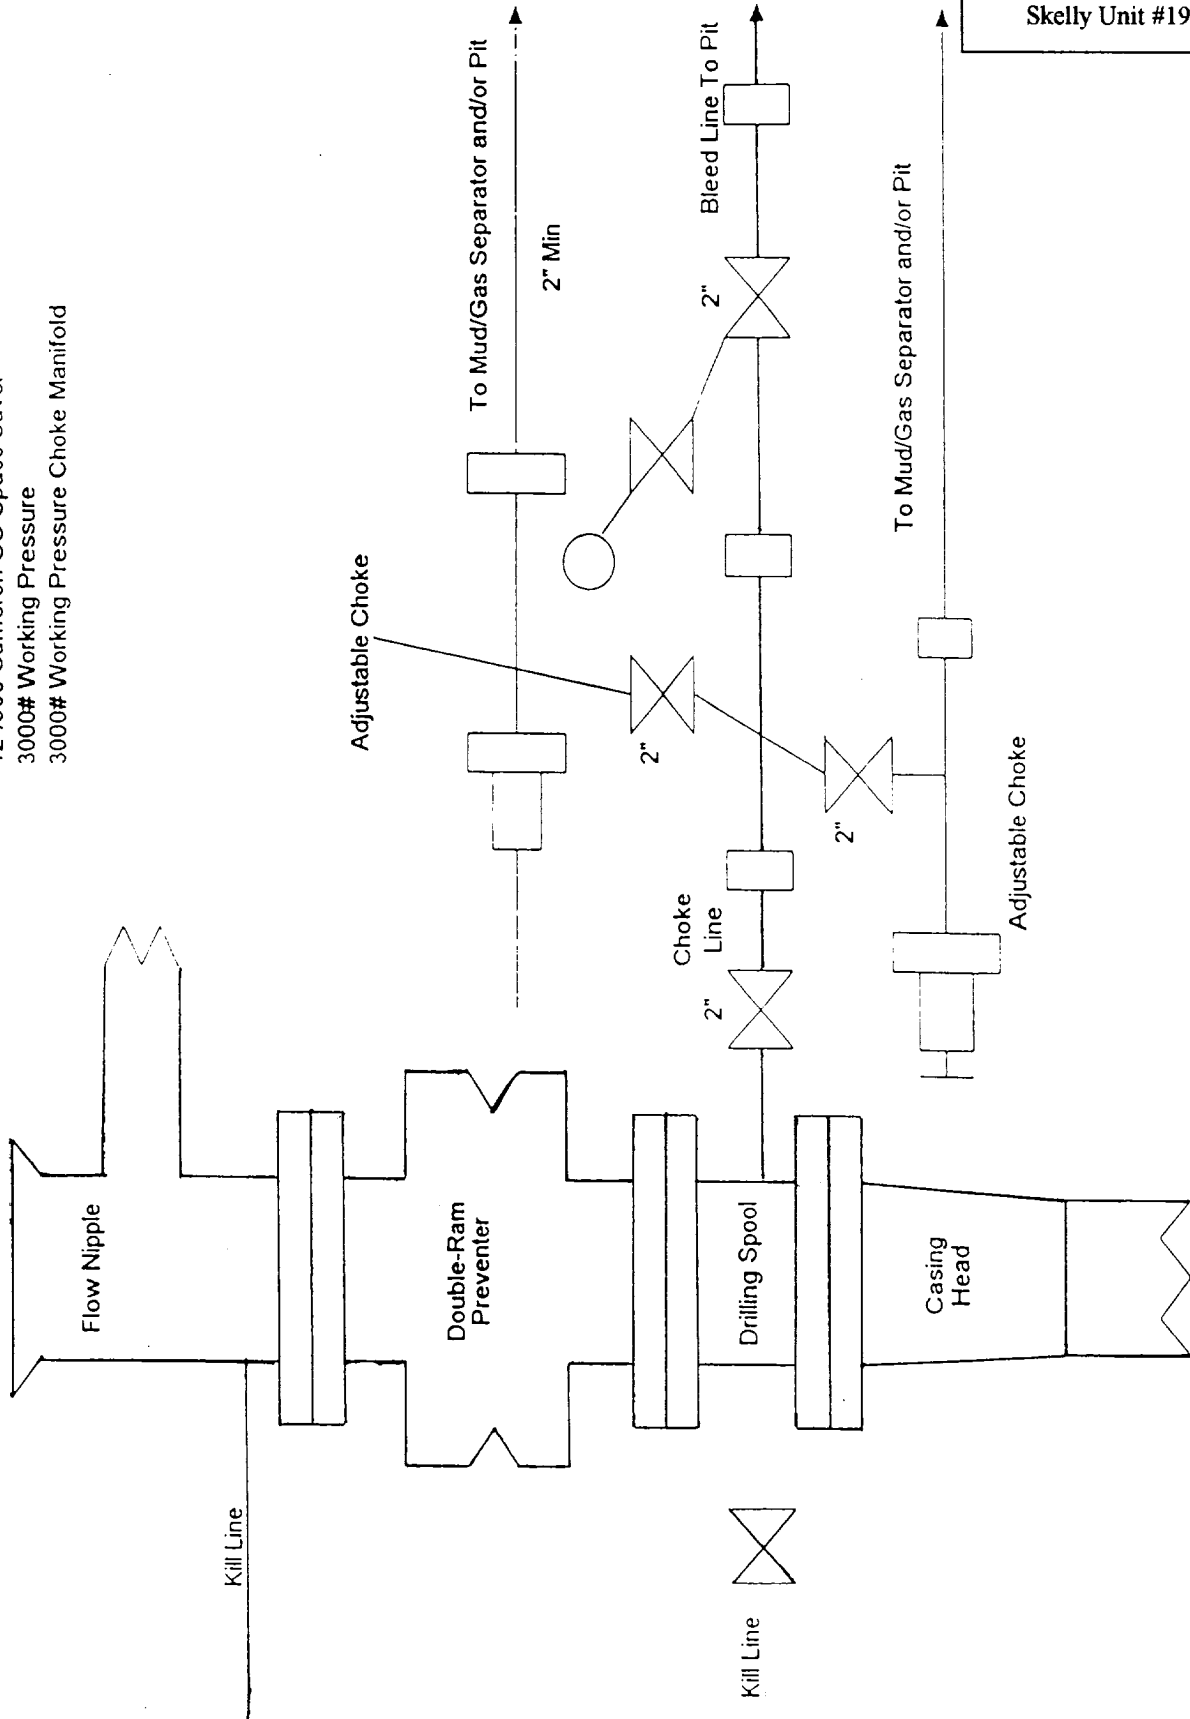 Skelly Unit #19
3000# Working Pressure
3000# Working Pressure Choke Manifold
Flow Nipple
Kill Line
Double-Ram
Preventer
Adjustable Choke
To Mud/Gas Separator and/or Pit
2" Min
Drilling Spool
Kill Line
2"
Choke
Line
2"
2"
2"
Bleed Line To Pit
Casing
Head
Adjustable Choke
To Mud/Gas Separator and/or Pit